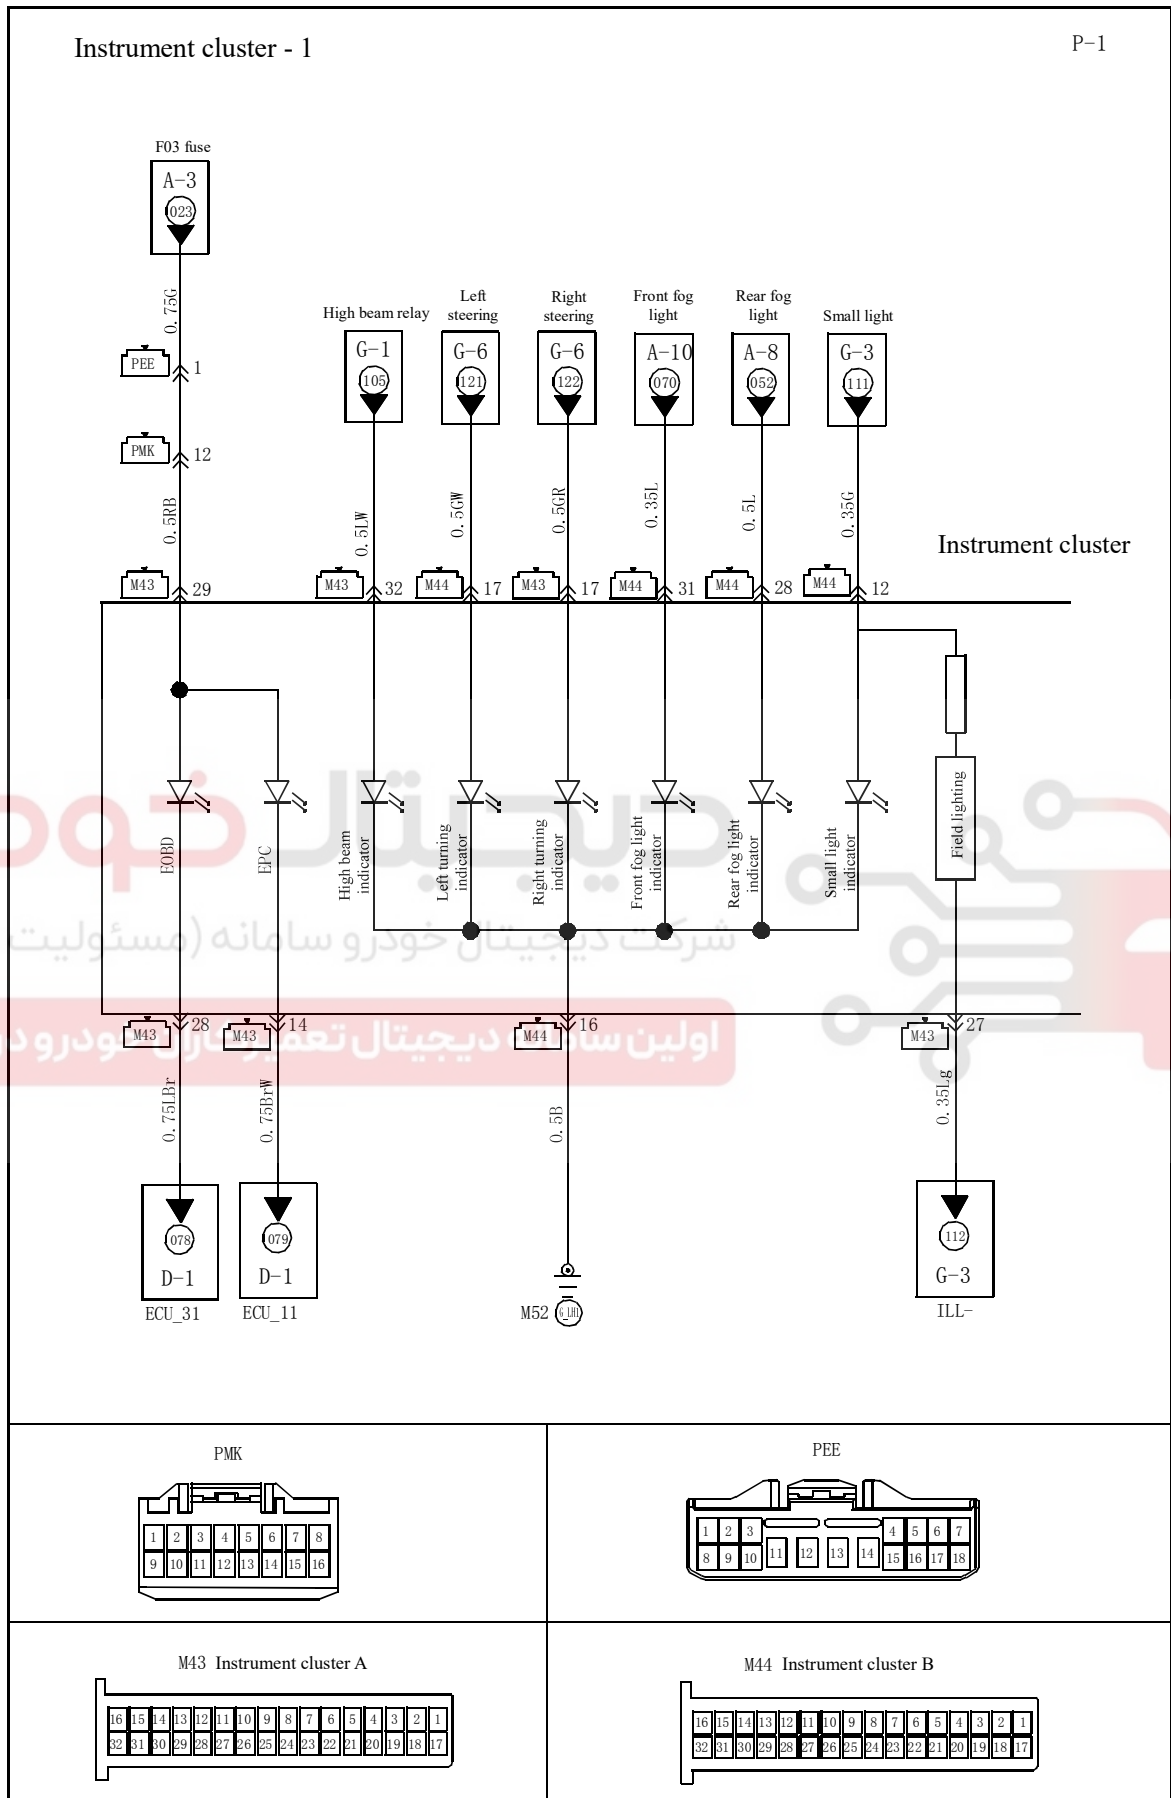 Instrument cluster - 1
P-1
F03 fuse
A-3
023
0.75G
PEE
1
PMK
12
0.5RB
M43
29
High beam relay
G-1
105
0.5LW
M43
32
Left
steering
G-6
121
0.5GW
M44
17
Right
steering
G-6
122
0.5GR
M43
17
Front fog
light
A-10
070
0.35L
M44
31
Rear fog
light
A-8
052
0.5L
M44
28
Small light
G-3
111
0.35G
M44
12
Instrument cluster
EOBD
EPC
High beam
indicator
Left turning
indicator
Right turning
indicator
Front fog light
indicator
Rear fog light
indicator
Small light
indicator
Field lighting
دیجیتال خودرو
شرکت دیجیتال خودرو سامانه (مسئولیت
اولین سامانه دیجیتال تعمیرکاران خودرو در
M43
28
M43
14
M44
16
M43
27
0.75LBr
0.75BrW
0.5B
0.35Lg
078
D-1
ECU_31
079
D-1
ECU_11
M52
G_LH1
112
G-3
ILL-
PMK
1 2 3 4 5 6 7 8
9 10 11 12 13 14 15 16
PEE
1 2 3 4 5 6 7
8 9 10 11 12 13 14 15 16 17 18
M43 Instrument cluster A
16 15 14 13 12 11 10 9 8 7 6 5 4 3 2 1
32 31 30 29 28 27 26 25 24 23 22 21 20 19 18 17
M44 Instrument cluster B
16 15 14 13 12 11 10 9 8 7 6 5 4 3 2 1
32 31 30 29 28 27 26 25 24 23 22 21 20 19 18 17